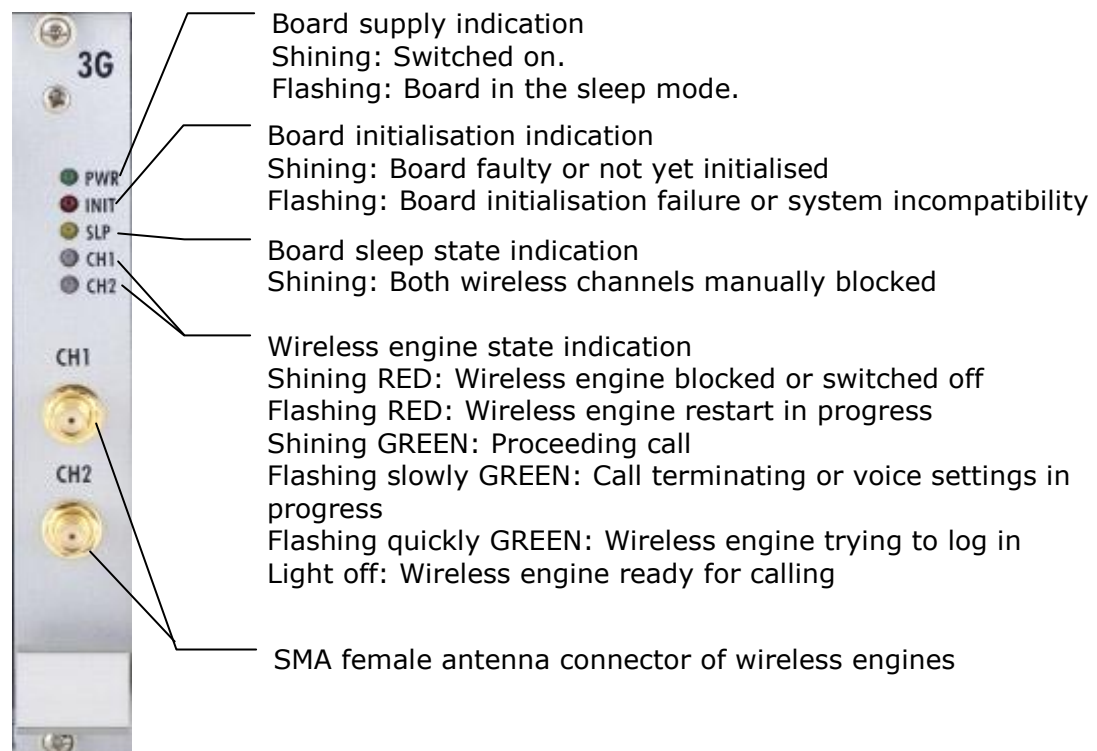 3G
PWR
INIT
SLP
CH1
CH2
CH1
CH2
Board supply indication
Shining: Switched on.
Flashing: Board in the sleep mode.
Board initialisation indication
Shining: Board faulty or not yet initialised
Flashing: Board initialisation failure or system incompatibility
Board sleep state indication
Shining: Both wireless channels manually blocked
Wireless engine state indication
Shining RED: Wireless engine blocked or switched off
Flashing RED: Wireless engine restart in progress
Shining GREEN: Proceeding call
Flashing slowly GREEN: Call terminating or voice settings in
progress
Flashing quickly GREEN: Wireless engine trying to log in
Light off: Wireless engine ready for calling
SMA female antenna connector of wireless engines